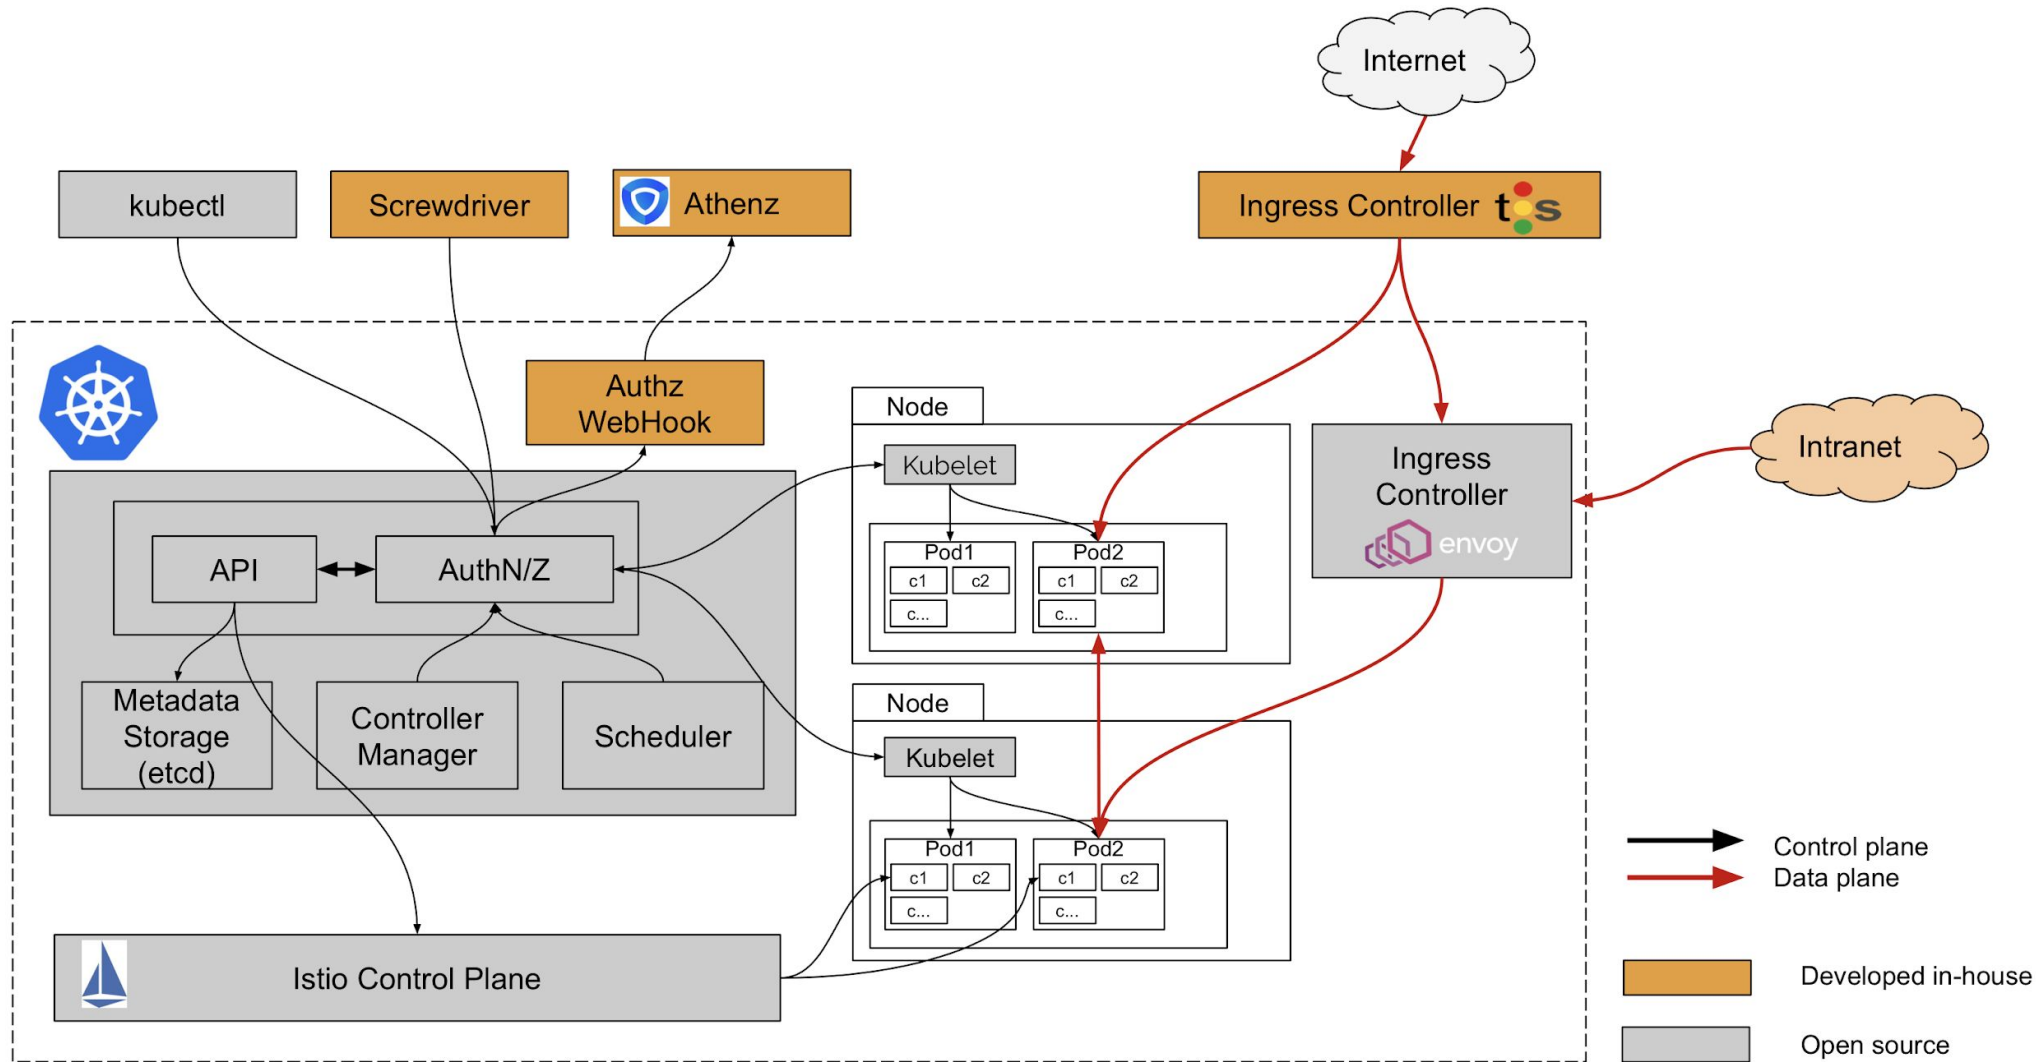 Internet
kubectl
Screwdriver
Athenz
Ingress Controller
ts
Authz
WebHook
Node
Kubelet
Pod1
c1
c2
c...
Pod2
c1
c2
c...
Ingress
Controller
envoy
Intranet
API
AuthN/Z
Metadata
Storage
(etcd)
Controller
Manager
Scheduler
Node
Kubelet
Pod1
c1
c2
c...
Pod2
c1
c2
c...
Istio Control Plane
Control plane
Data plane
Developed in-house
Open source